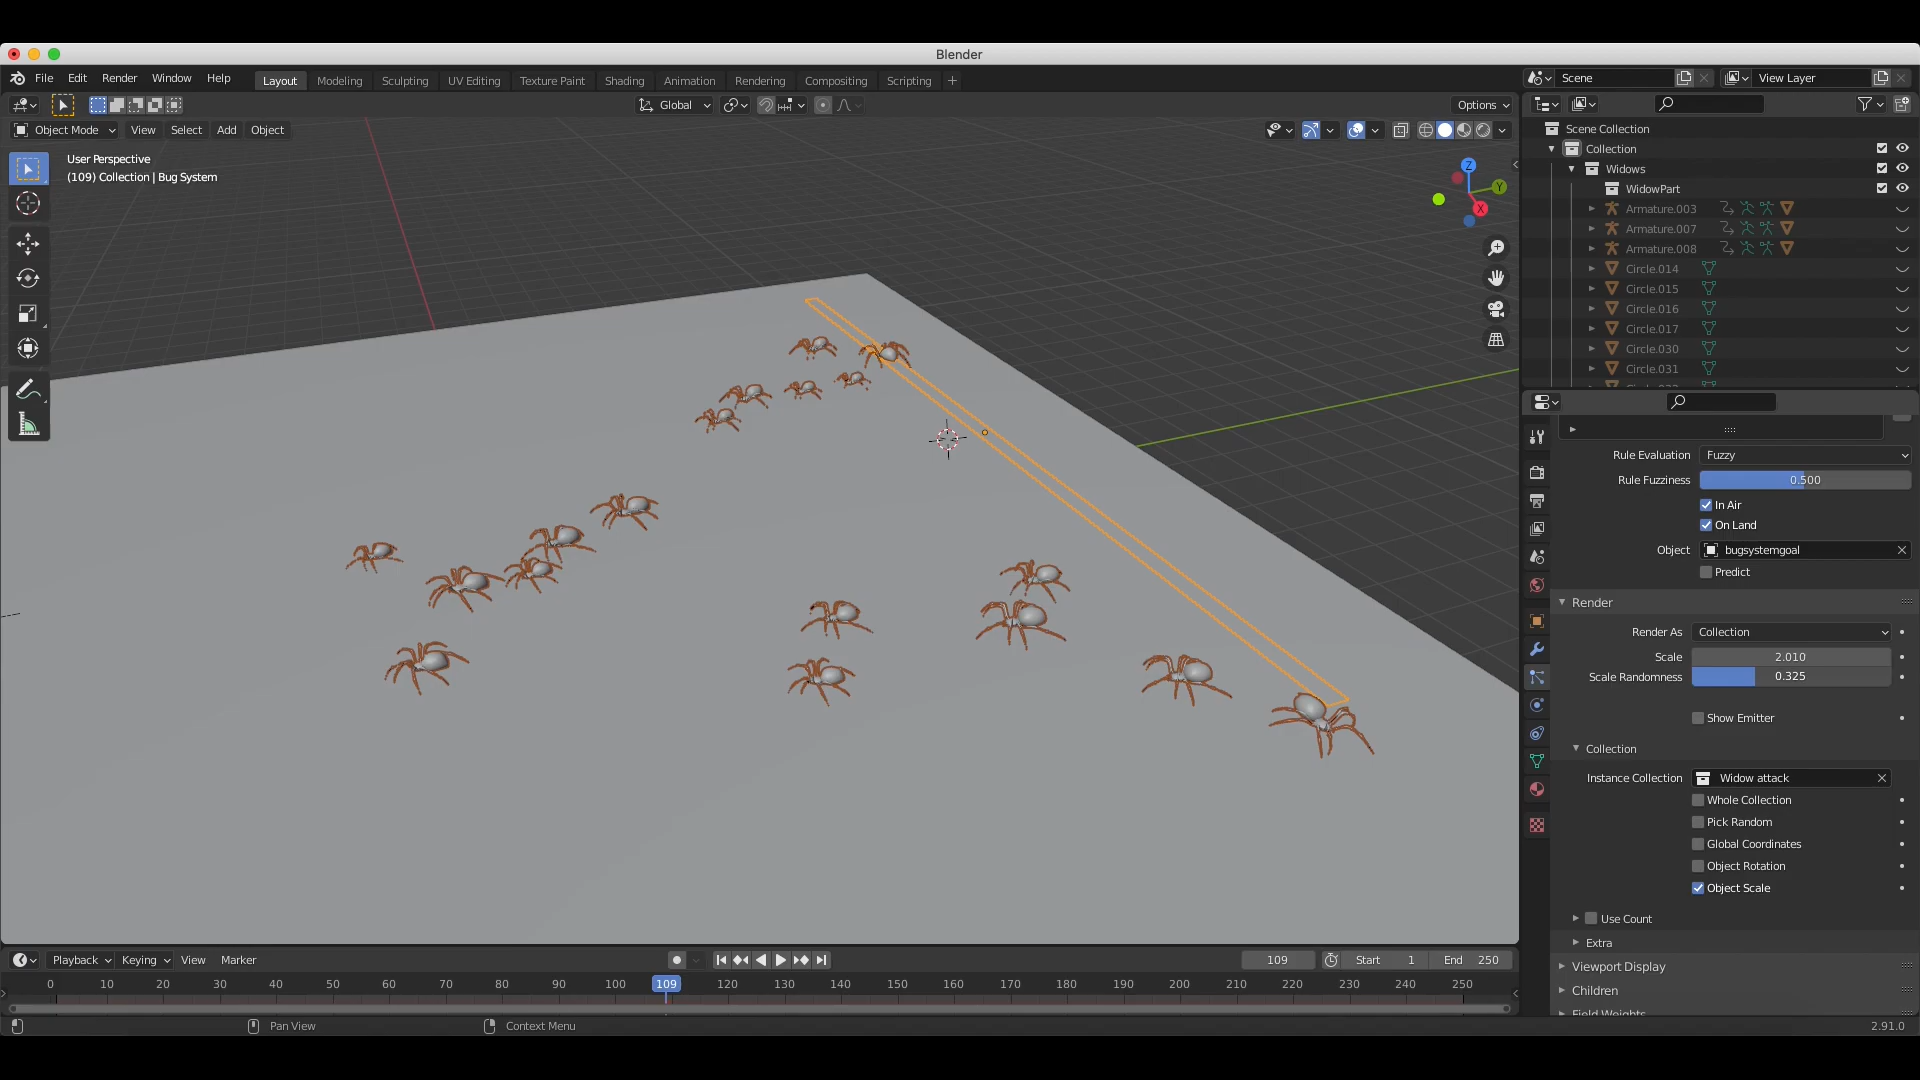 Blender
File Edit Render Window Help
Layout Modeling Sculpting UV Editing Texture Paint Shading Animation Rendering Compositing Scripting +
Scene
View Layer
Global
Options
Object Mode View Select Add Object
User Perspective
(109) Collection | Bug System
Z
Y
X
Scene Collection
Collection
Widows
WidowPart
Armature.003
Armature.007
Armature.008
Circle.014
Circle.015
Circle.016
Circle.017
Circle.030
Circle.031
Rule Evaluation Fuzzy
Rule Fuzziness 0.500
In Air
On Land
Object bugsystemgoal
Predict
Render
Render As Collection
Scale 2.010
Scale Randomness 0.325
Show Emitter
Collection
Instance Collection Widow attack
Whole Collection
Pick Random
Global Coordinates
Object Rotation
Object Scale
Use Count
Extra
Viewport Display
Children
Field Weights
Playback Keying View Marker
109 Start 1 End 250
0 10 20 30 40 50 60 70 80 90 100 109 120 130 140 150 160 170 180 190 200 210 220 230 240 250
Pan View Context Menu
2.91.0